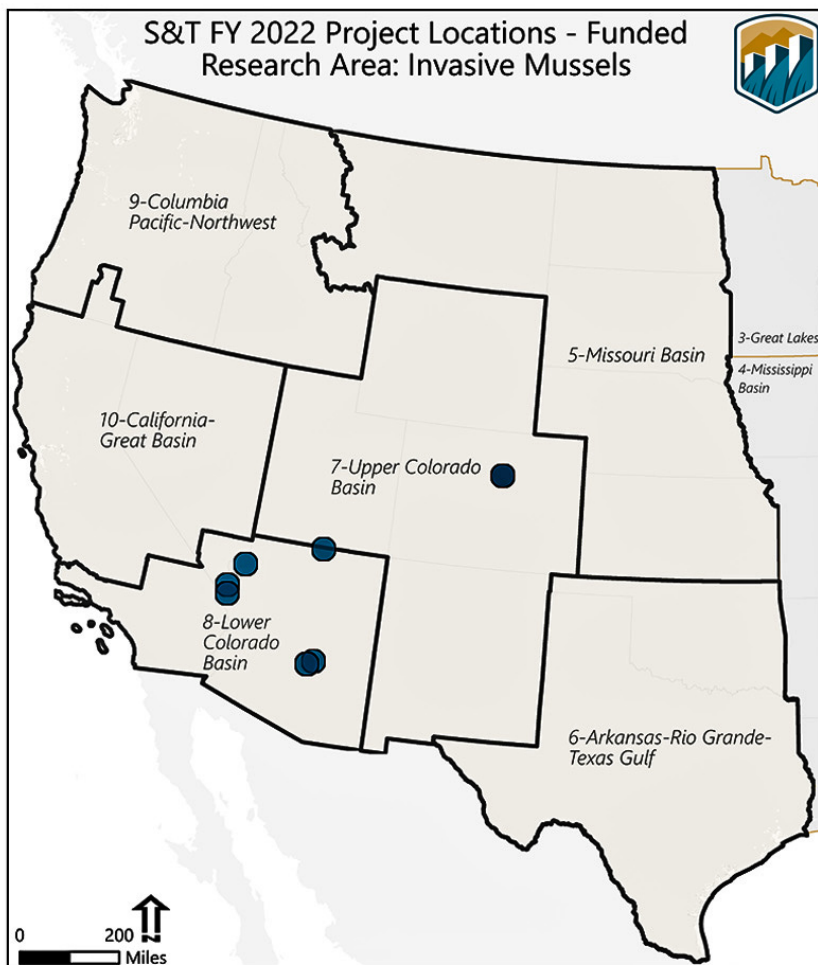 S&T FY 2022 Project Locations - Funded
Research Area: Invasive Mussels
9-Columbia
Pacific-Northwest
5-Missouri Basin
3-Great Lakes
4-Mississippi
Basin
10-California-
Great Basin
7-Upper Colorado
Basin
8-Lower
Colorado
Basin
6-Arkansas-Rio Grande-
Texas Gulf
N
0 200
Miles